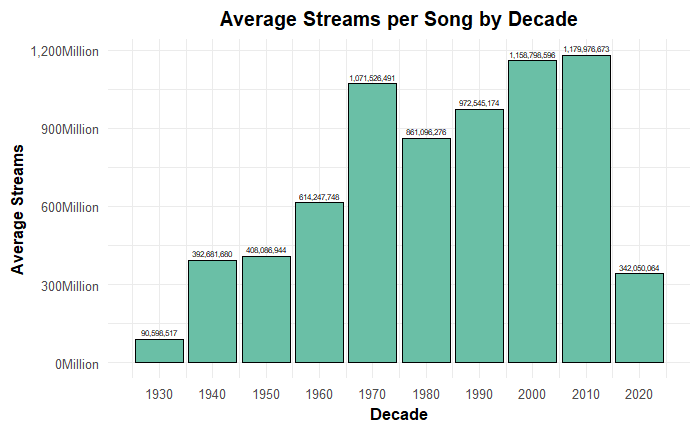 Average Streams per Song by Decade
Average Streams
1,200Million
900Million
600Million
300Million
0Million
90,598,517
392,681,680
408,086,944
614,247,748
1,071,526,491
861,096,276
972,545,174
1,158,798,596
1,179,976,673
342,050,064
1930 1940 1950 1960 1970 1980 1990 2000 2010 2020
Decade